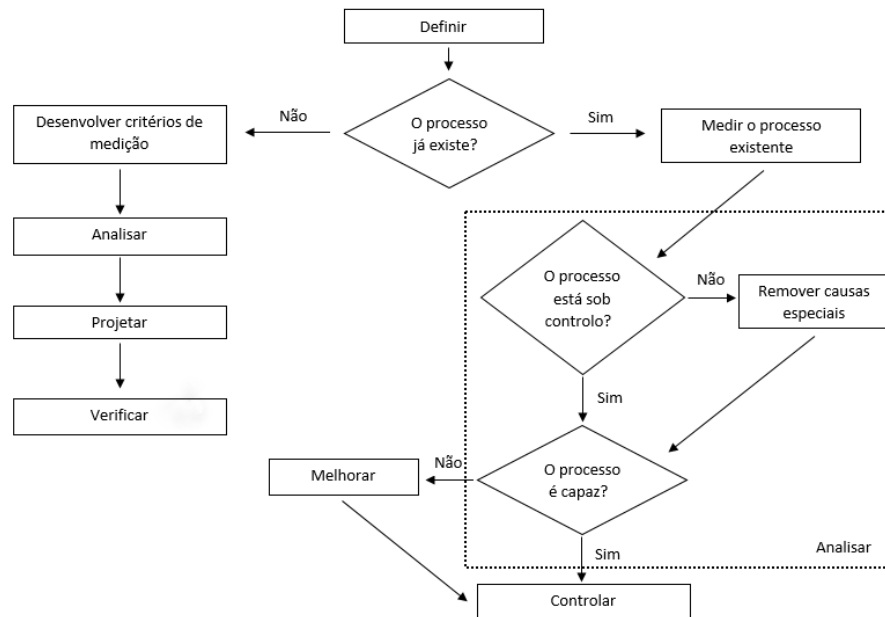 Definir
O processo
já existe?
Não
Sim
Desenvolver critérios de
medição
Medir o processo
existente
Analisar
Projetar
Verificar
O processo
está sob
controlo?
Não
Remover causas
especiais
Sim
O processo
é capaz?
Não
Melhorar
Sim
Analisar
Controlar